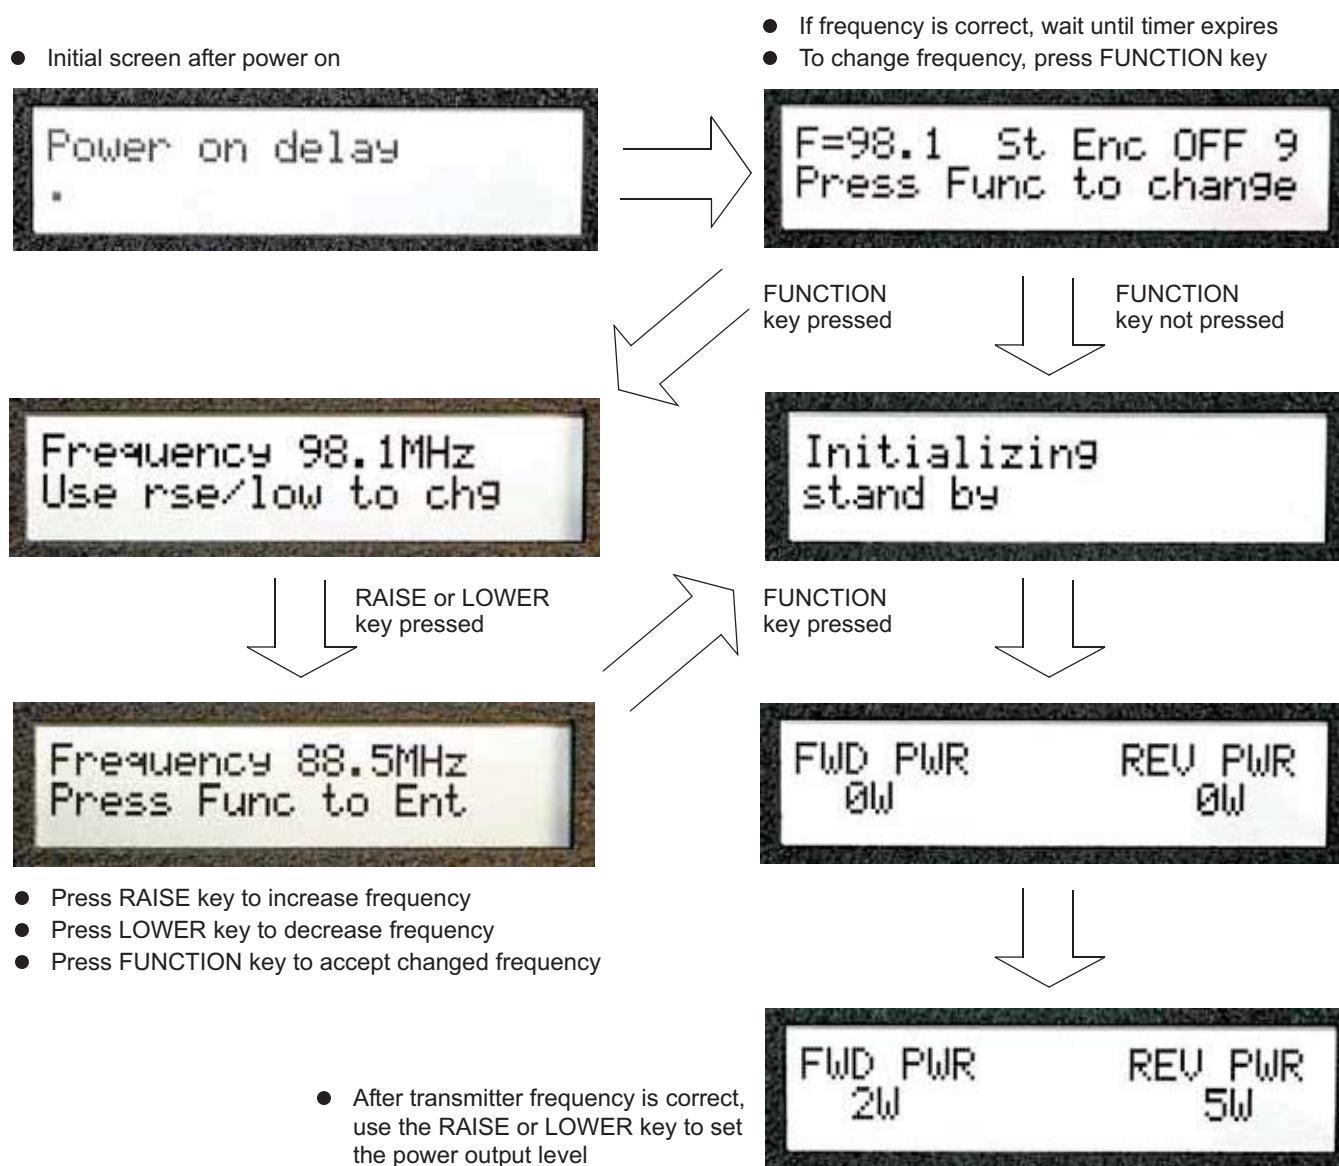 ● Initial screen after power on
● If frequency is correct, wait until timer expires
● To change frequency, press FUNCTION key
Power on delay
.
F=98.1 St Enc OFF 9
Press Func to change
FUNCTION
key pressed
FUNCTION
key not pressed
Frequency 98.1MHz
Use rse/low to chg
Initializing
stand by
RAISE or LOWER
key pressed
FUNCTION
key pressed
Frequency 88.5MHz
Press Func to Ent
FWD PWR REV PWR
0W 0W
● Press RAISE key to increase frequency
● Press LOWER key to decrease frequency
● Press FUNCTION key to accept changed frequency
● After transmitter frequency is correct,
use the RAISE or LOWER key to set
the power output level
FWD PWR REV PWR
2W 5W